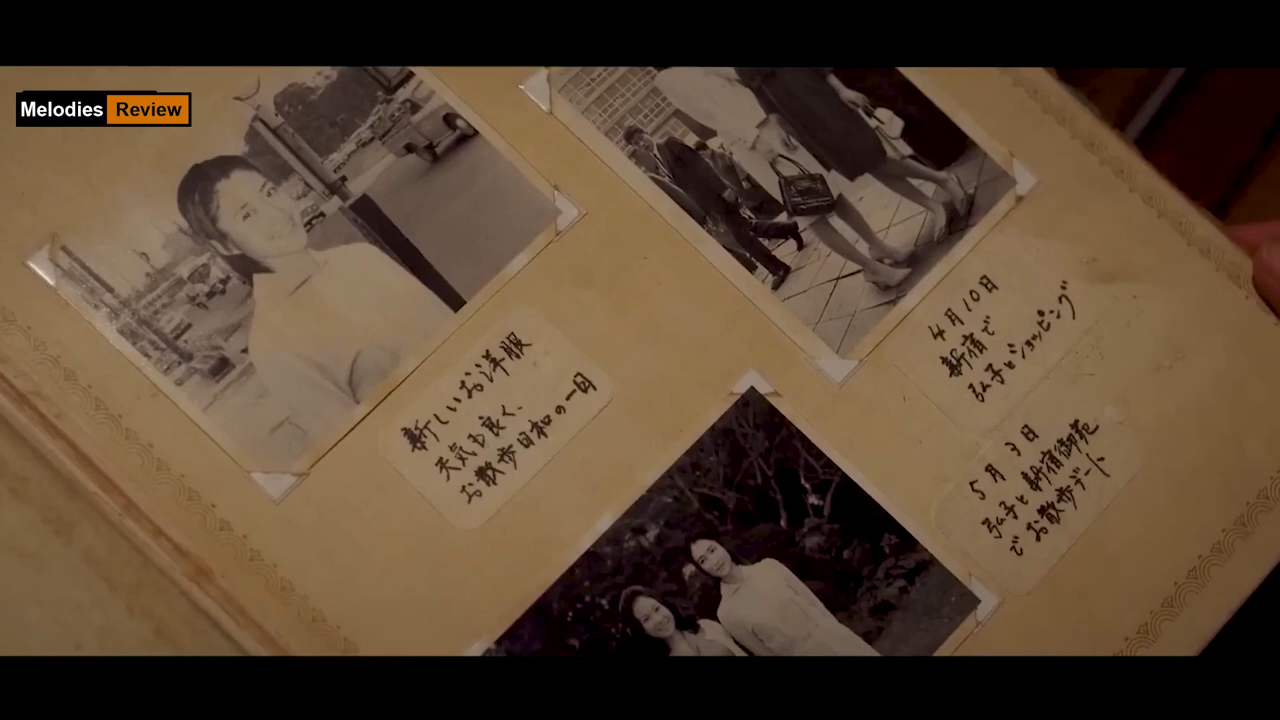 Melodies Review
新しいお洋服
天気も良く、
お散歩日和の一日
4月10日
新宿で
弘子とショッピング
5月3日
弘子と新宿御苑
でお散歩デート